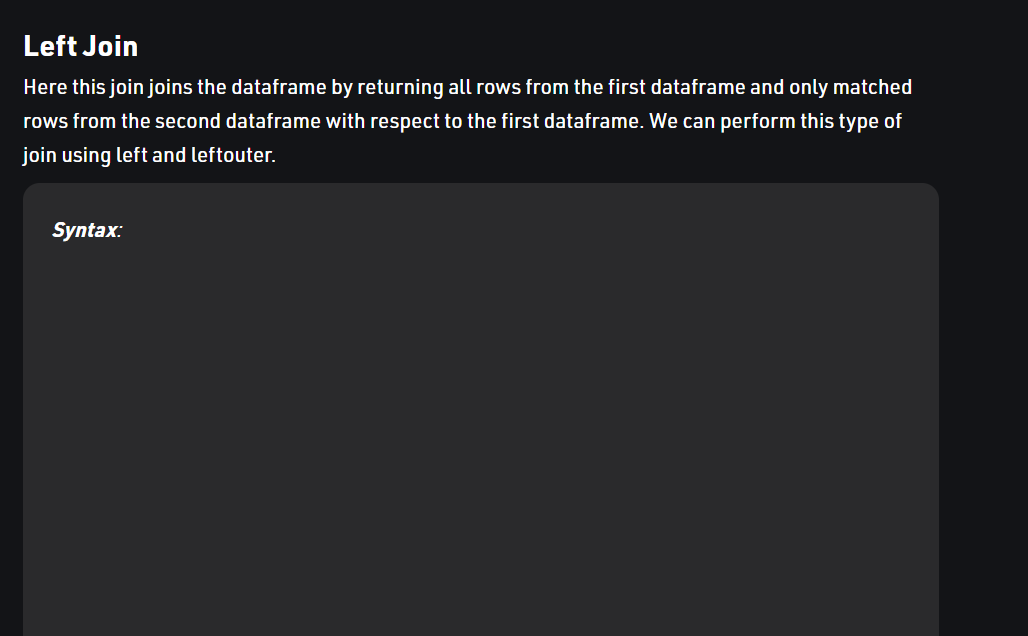 Left Join
Here this join joins the dataframe by returning all rows from the first dataframe and only matched
rows from the second dataframe with respect to the first dataframe. We can perform this type of
join using left and leftouter.
Syntax: